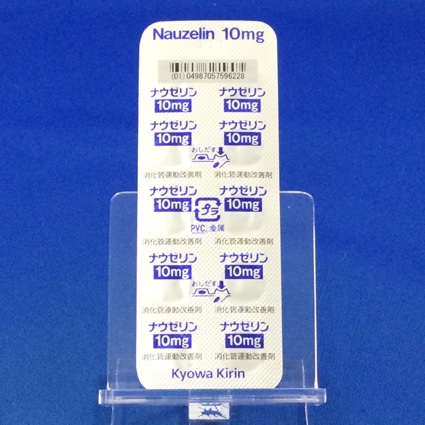 Nauzelin 10mg
(01)04987057596228
ナウゼリン ナウゼリン
10mg 10mg
ナウゼリン ナウゼリン
10mg 10mg
おしだす
消化管運動改善剤 消化管運動改善剤
ナウゼリン ナウゼリン
10mg 10mg
プラ
PVC, 金属
消化管運動改善剤 消化管運動改善剤
ナウゼリン ナウゼリン
10mg 10mg
おしだす
消化管運動改善剤 消化管運動改善剤
ナウゼリン ナウゼリン
10mg 10mg
消化管運動改善剤 消化管運動改善剤
Kyowa Kirin